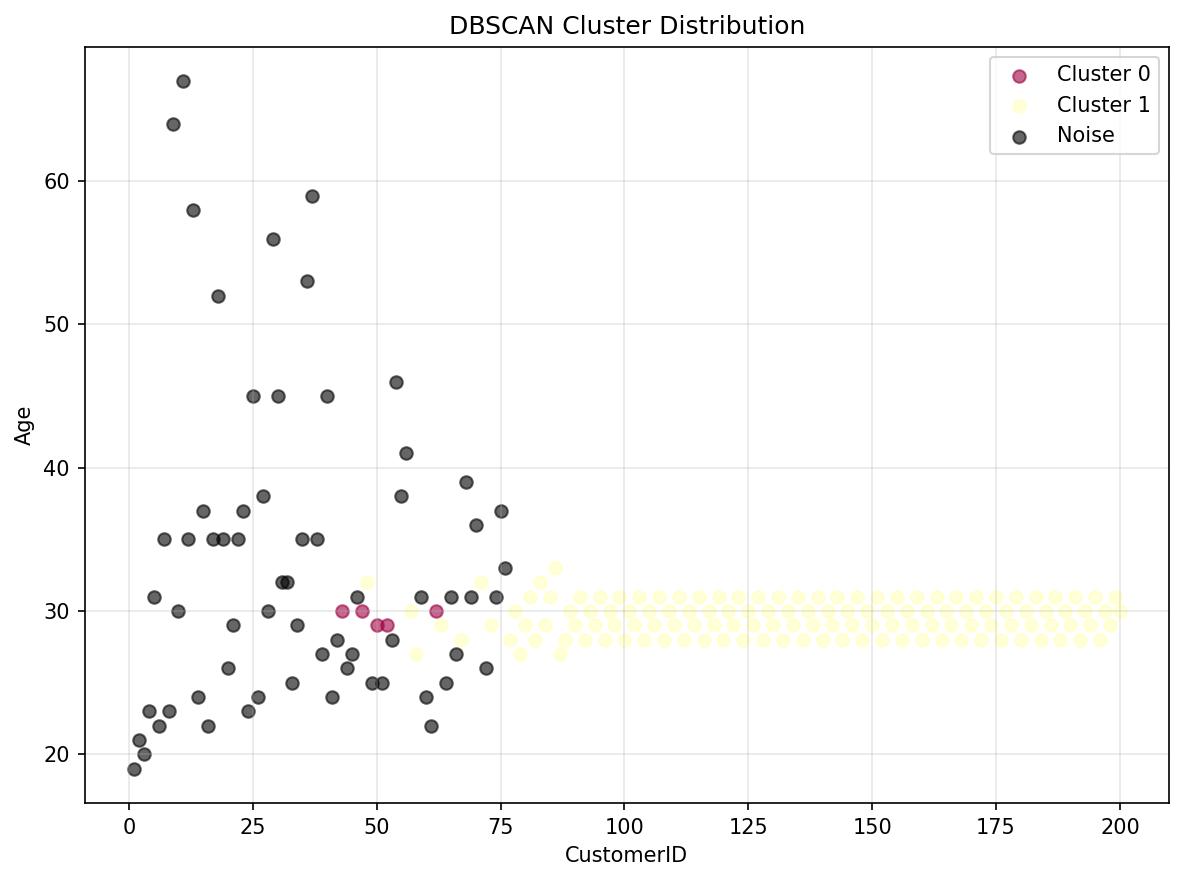 DBSCAN Cluster Distribution
Cluster 0
Cluster 1
Noise
60
50
40
30
20
Age
0 25 50 75 100 125 150 175 200
CustomerID